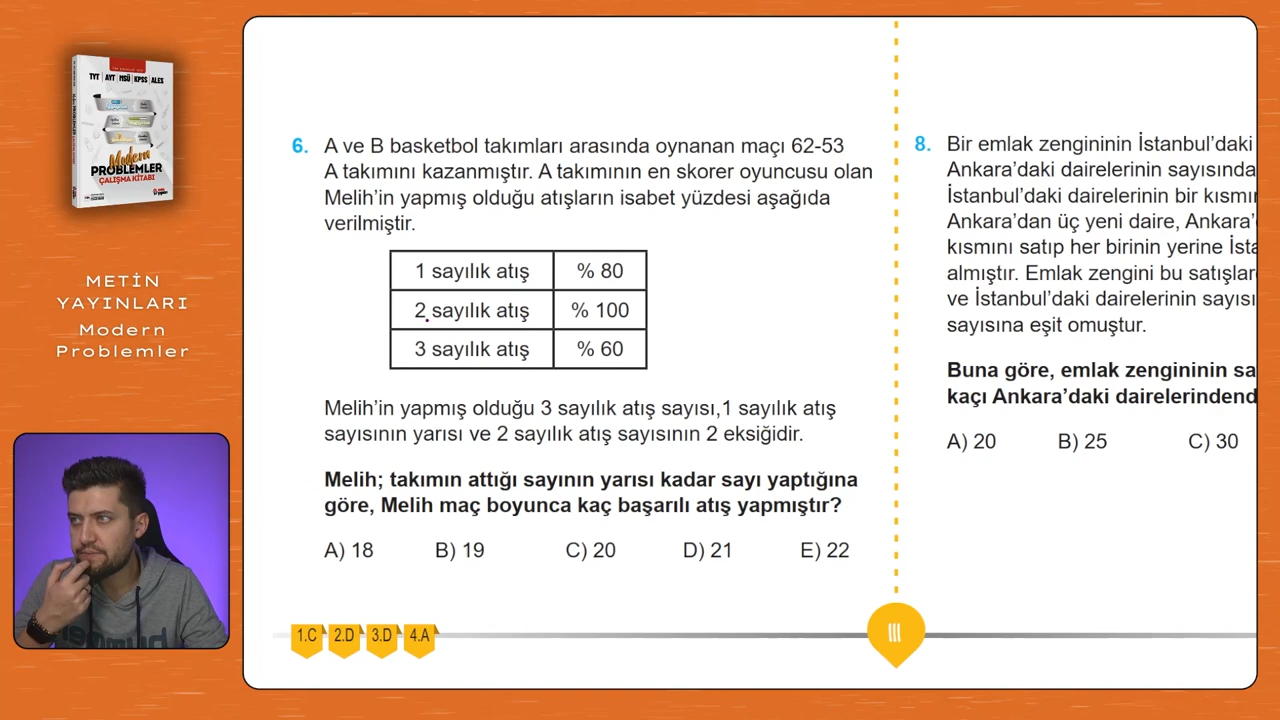 TYT | AYT | MSÜ | KPSS | ALES
Modern
PROBLEMLER
ÇALIŞMA KİTABI
METİN
YAYINLARI
Modern
Problemler
6. A ve B basketbol takımları arasında oynanan maçı 62-53
A takımını kazanmıştır. A takımının en skorer oyuncusu olan
Melih'in yapmış olduğu atışların isabet yüzdesi aşağıda
verilmiştir.
1 sayılık atış % 80
2 sayılık atış % 100
3 sayılık atış % 60
Melih'in yapmış olduğu 3 sayılık atış sayısı,1 sayılık atış
sayısının yarısı ve 2 sayılık atış sayısının 2 eksiğidir.
Melih; takımın attığı sayının yarısı kadar sayı yaptığına
göre, Melih maç boyunca kaç başarılı atış yapmıştır?
A) 18 B) 19 C) 20 D) 21 E) 22
1.C 2.D 3.D 4.A
8. Bir emlak zengininin İstanbul'daki
Ankara'daki dairelerinin sayısında
İstanbul'daki dairelerinin bir kısmı
Ankara'dan üç yeni daire, Ankara'
kısmını satıp her birinin yerine İsta
almıştır. Emlak zengini bu satışlar
ve İstanbul'daki dairelerinin sayısı
sayısına eşit omuştur.
Buna göre, emlak zengininin sa
kaçı Ankara'daki dairelerindend
A) 20 B) 25 C) 30